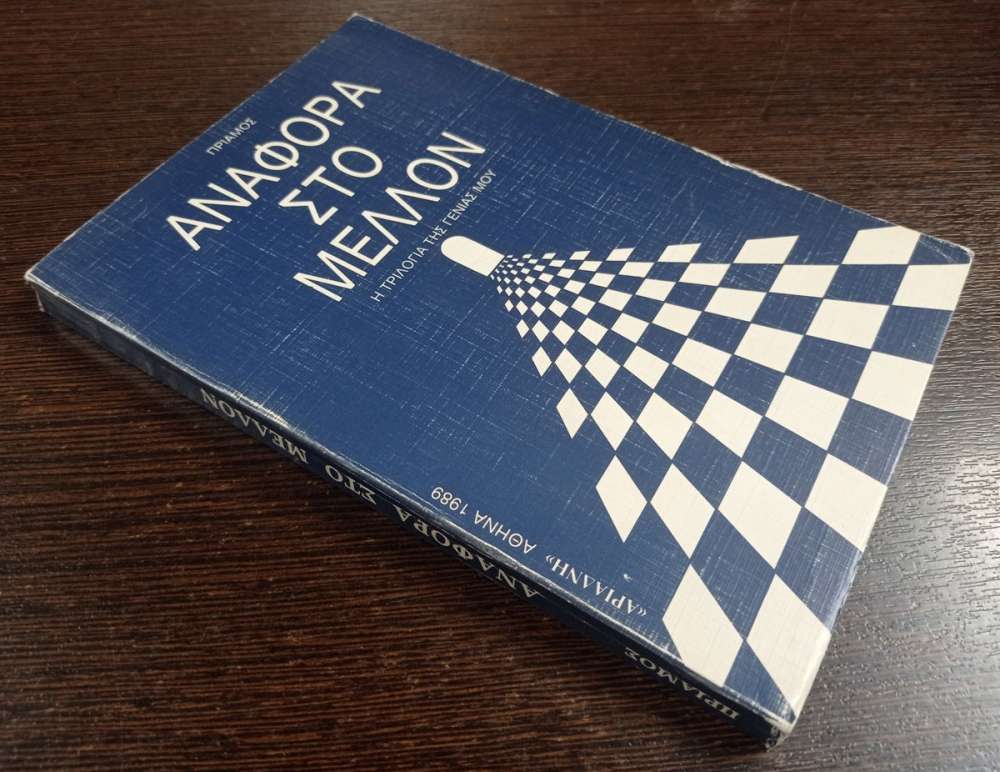 ΠΡΙΑΜΟΣ
ΑΝΑΦΟΡΑ
ΣΤΟ
ΜΕΛΛΟΝ
Η ΤΡΙΛΟΓΙΑ ΤΗΣ ΓΕΝΙΑΣ ΜΟΥ
«ΑΡΙΑΔΝΗ» ΑΘΗΝΑ 1989
ΠΡΙΑΜΟΣ ΑΝΑΦΟΡΑ ΣΤΟ ΜΕΛΛΟΝ